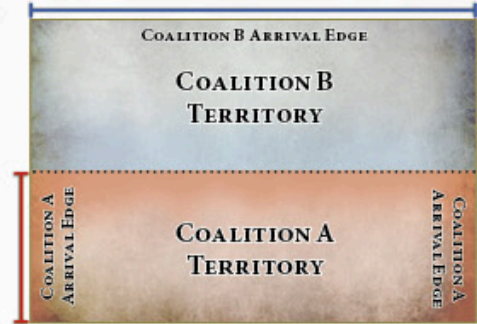 Coalition B Arrival Edge
Coalition B
Territory
Coalition A
Arrival Edge
Coalition A
Territory
Coalition A
Arrival Edge